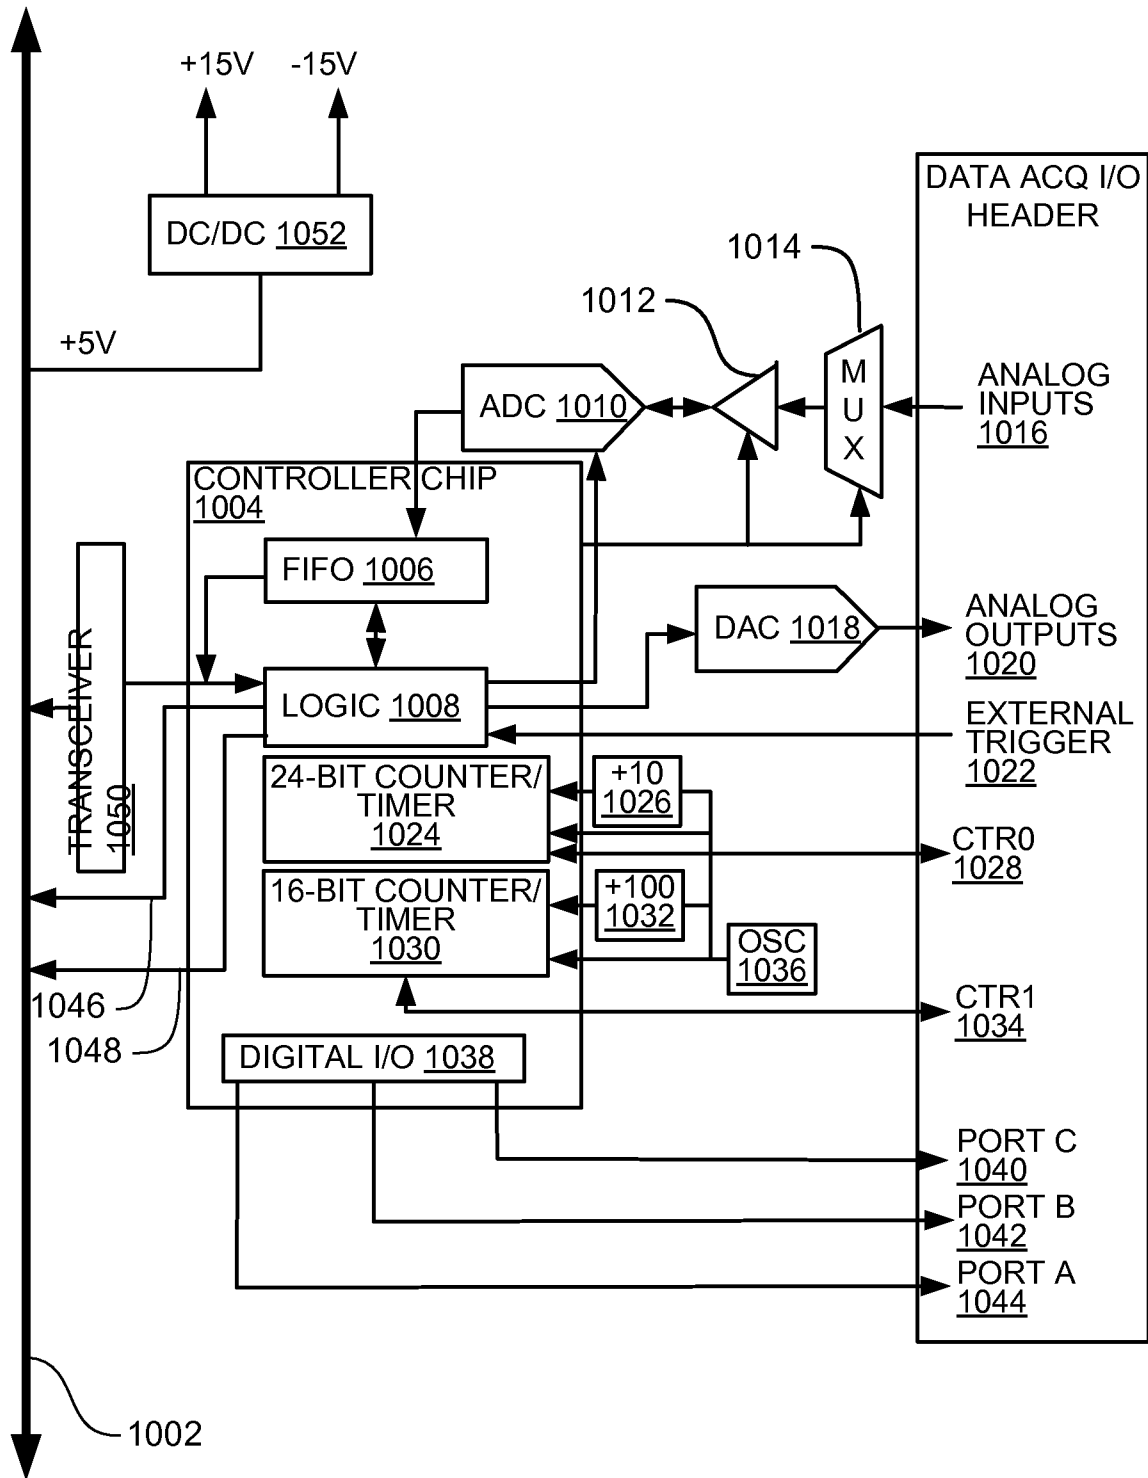 +15V
-15V
DC/DC 1052
+5V
DATA ACQ I/O
HEADER
1014
1012
MUX
ADC 1010
ANALOG
INPUTS
1016
CONTROLLER CHIP
1004
FIFO 1006
DAC 1018
ANALOG
OUTPUTS
1020
LOGIC 1008
EXTERNAL
TRIGGER
1022
TRANSCEIVER
1050
24-BIT COUNTER/
TIMER
1024
+10
1026
CTR0
1028
16-BIT COUNTER/
TIMER
1030
+100
1032
OSC
1036
1046
1048
CTR1
1034
DIGITAL I/O 1038
PORT C
1040
PORT B
1042
PORT A
1044
1002